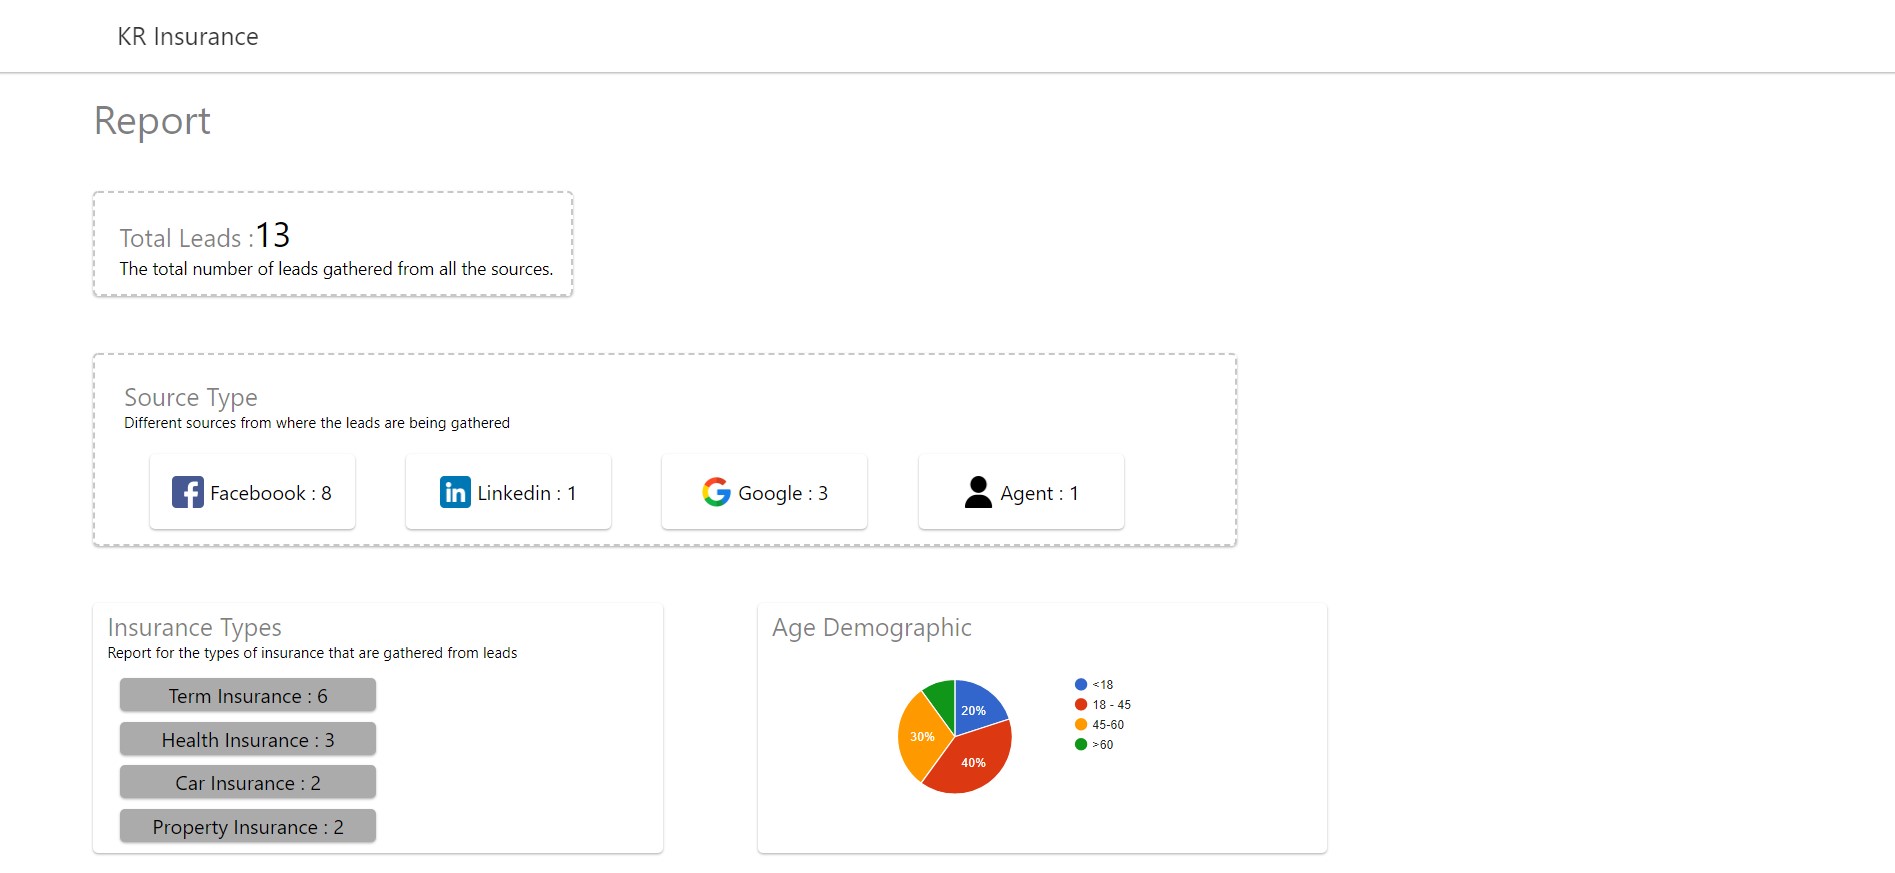 KR Insurance
Report
Total Leads :13
The total number of leads gathered from all the sources.
Source Type
Different sources from where the leads are being gathered
Faceboook : 8
Linkedin : 1
Google : 3
Agent : 1
Insurance Types
Report for the types of insurance that are gathered from leads
Term Insurance : 6
Health Insurance : 3
Car Insurance : 2
Property Insurance : 2
Age Demographic
20%
30%
40%
<18
18 - 45
45-60
>60